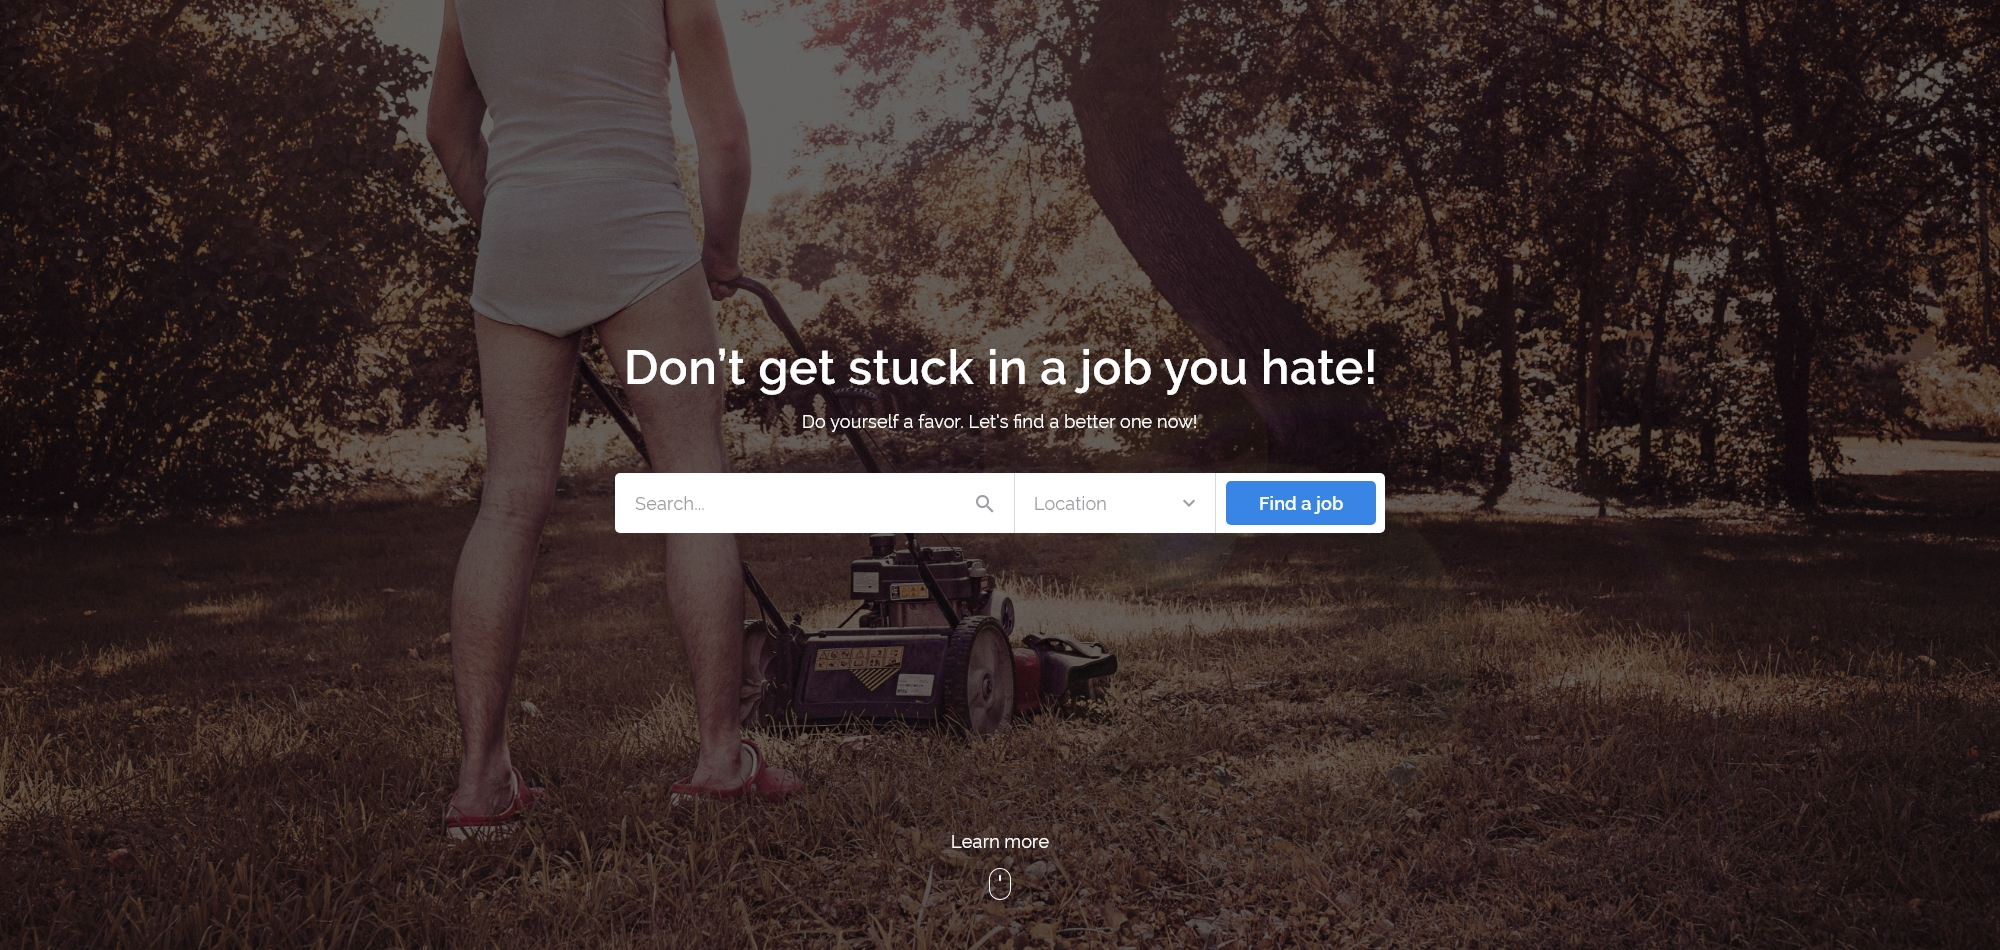 Don't get stuck in a job you hate!
Do yourself a favor. Let's find a better one now!
Search...
Location
Find a job
Learn more